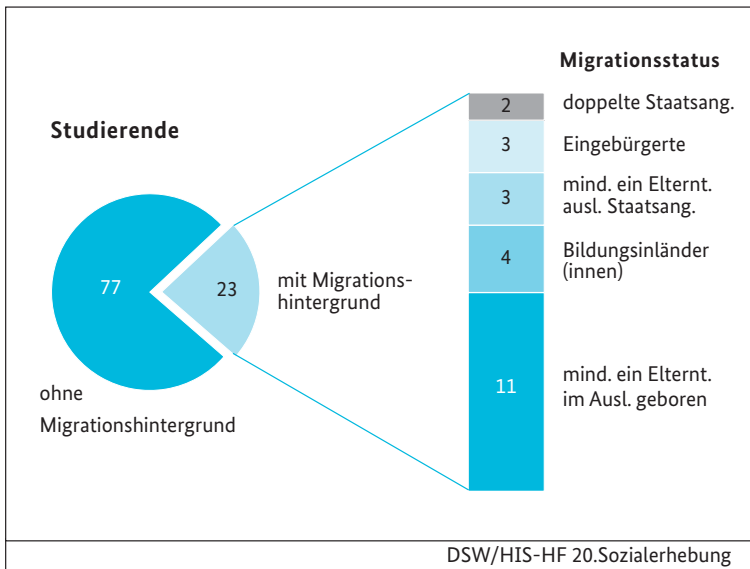 Migrationsstatus
Studierende
2
doppelte Staatsang.
3
Eingebürgerte
3
mind. ein Elternt.
ausl. Staatsang.
4
Bildungsinländer
(innen)
77
23
mit Migrations-
hintergrund
11
mind. ein Elternt.
im Ausl. geboren
ohne
Migrationshintergrund
DSW/HIS-HF 20.Sozialerhebung